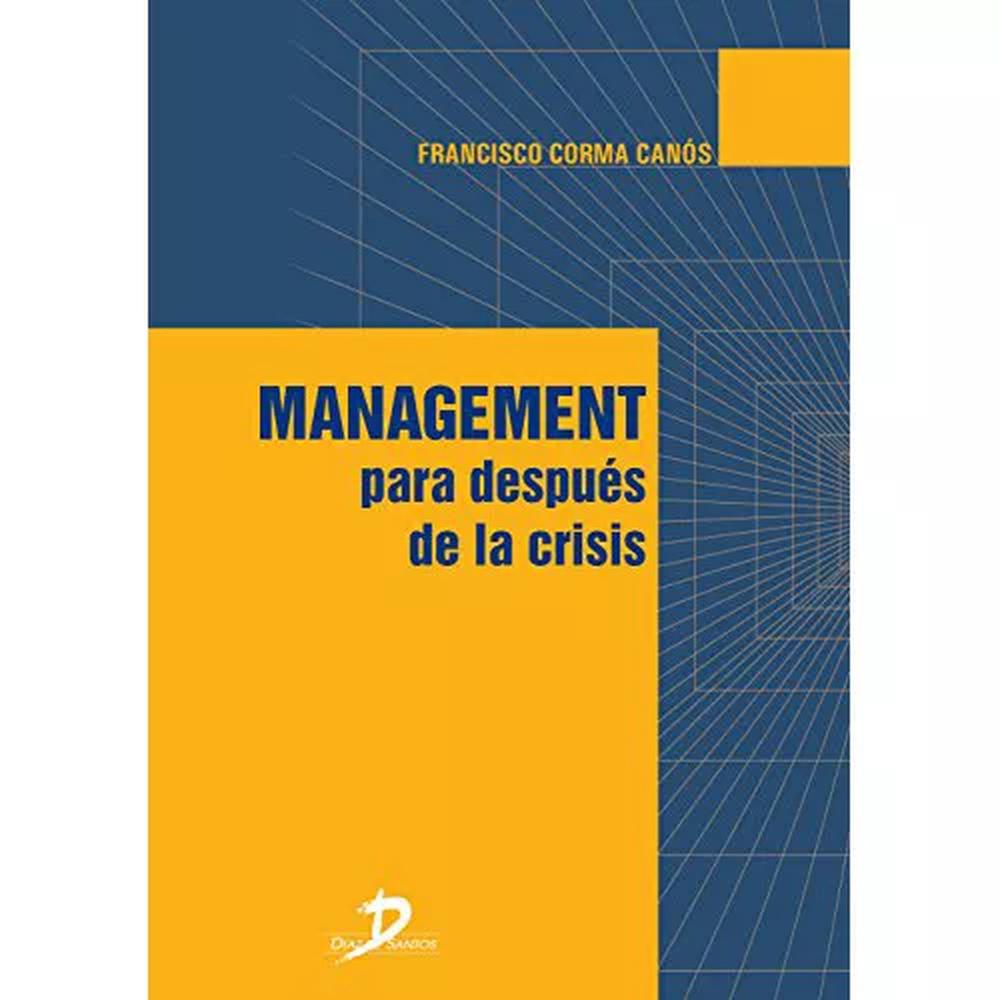 FRANCISCO CORMA CANÓS
MANAGEMENT
para después
de la crisis
DIAZ DE SANTOS